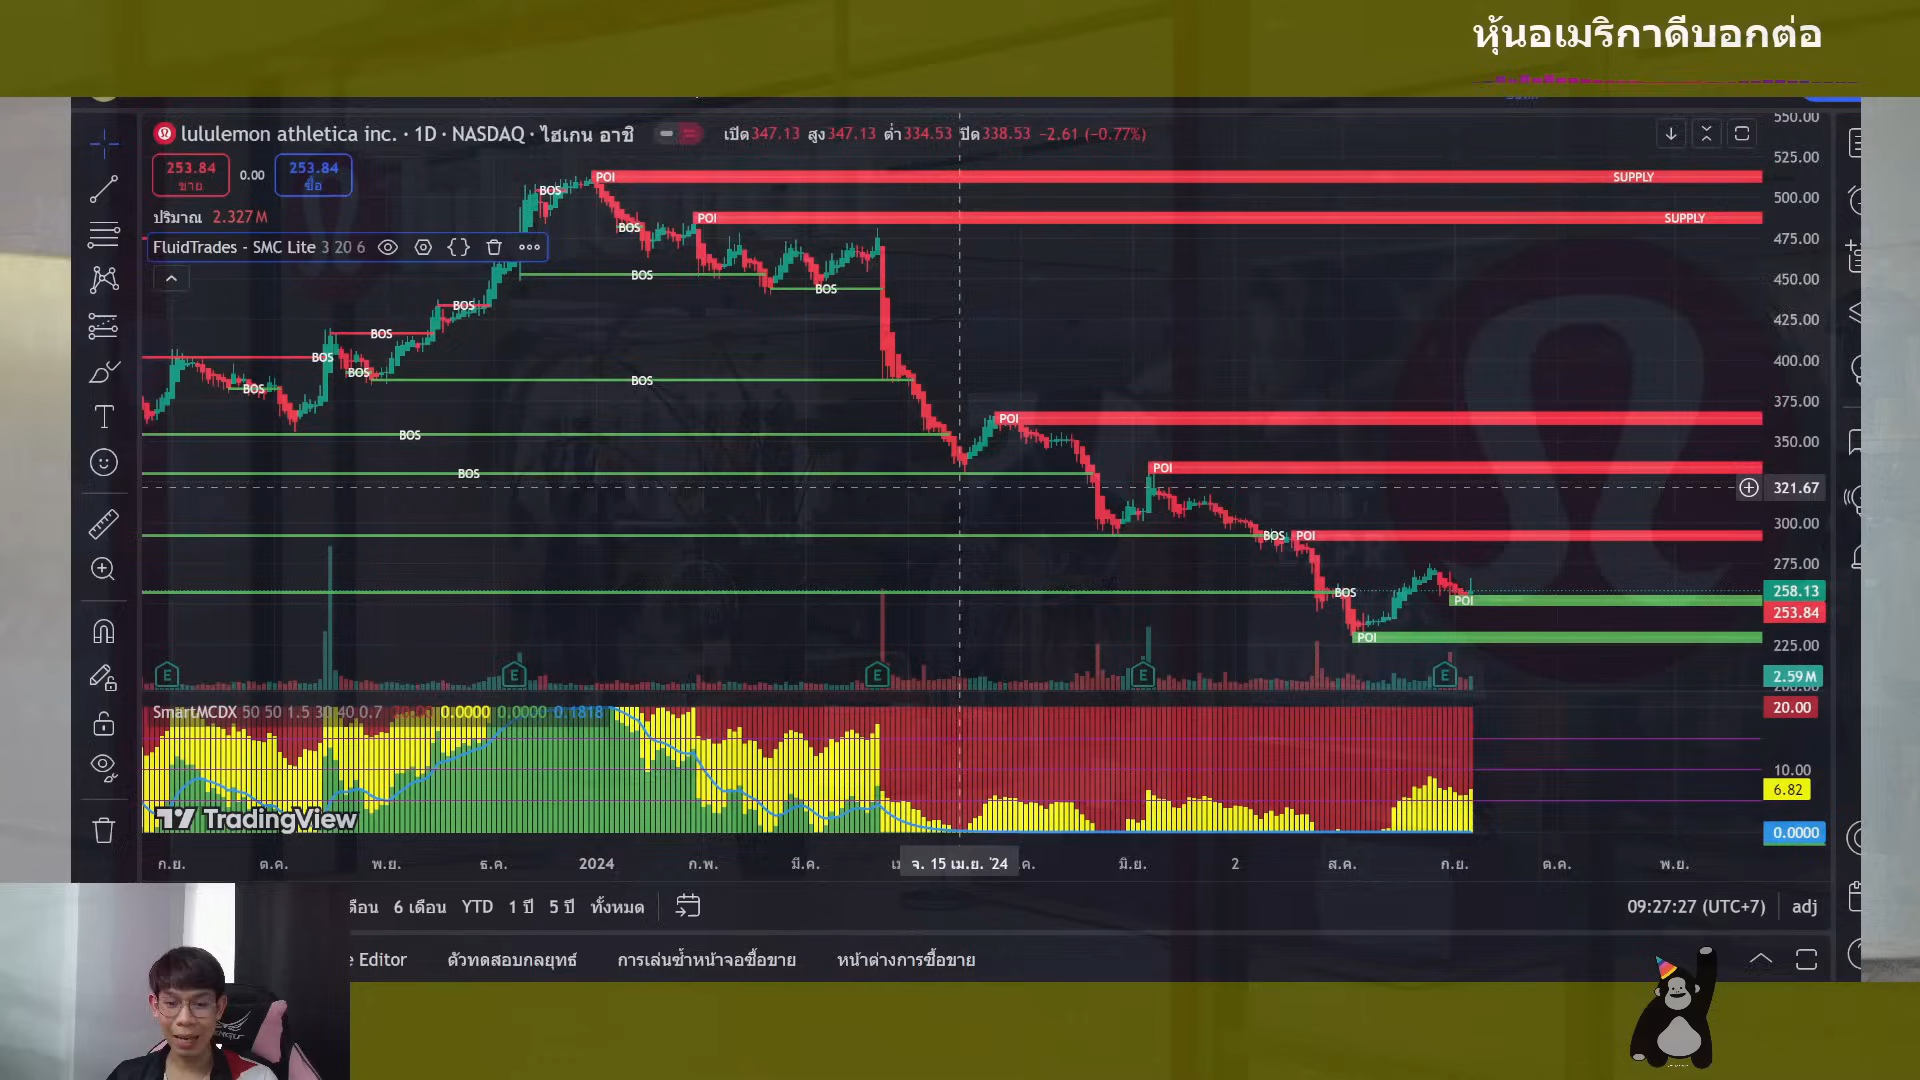 หุ้นอเมริกาดีบอกต่อ
lululemon athletica inc. · 1D · NASDAQ · ไฮเกน อาชิ
เปิด347.13 สูง347.13 ต่ำ334.53 ปิด338.53 −2.61 (−0.77%)
253.84 ขาย
0.00
253.84 ซื้อ
ปริมาณ 2.327 M
FluidTrades - SMC Lite 3 20 6
POI SUPPLY
POI SUPPLY
BOS
BOS
BOS
BOS
BOS
BOS
BOS
BOS
BOS
BOS
BOS
BOS
BOS
POI
POI
BOS POI
BOS
POI
POI
550.00
525.00
500.00
475.00
450.00
425.00
400.00
375.00
350.00
321.67
300.00
275.00
258.13
253.84
225.00
2.59 M
20.00
10.00
6.82
0.0000
E E E E E
SmartMCDX 50 50 1.5 30 40 0.7 0.0000 0.0000 0.1818
TradingView
ก.ย. ต.ค. พ.ย. ธ.ค. 2024 ก.พ. มี.ค. จ. 15 เม.ย. '24 มิ.ย. 2 ส.ค. ก.ย. ต.ค. พ.ย.
6 เดือน YTD 1 ปี 5 ปี ทั้งหมด
09:27:27 (UTC+7) adj
Editor ตัวทดสอบกลยุทธ์ การเล่นซ้ำหน้าจอซื้อขาย หน้าต่างการซื้อขาย